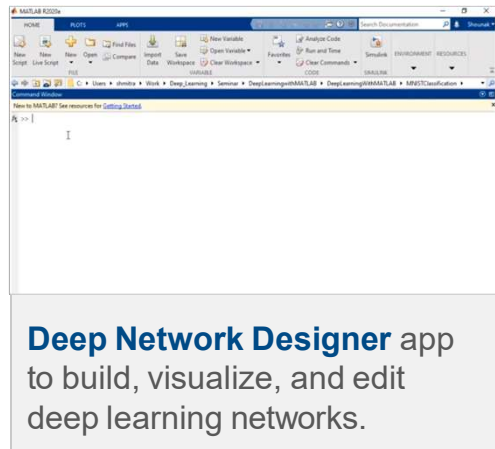 MATLAB R2020a
HOME PLOTS APPS
Search Documentation Shounak
New Script
New Live Script
New
Open
Find Files
Compare
Import Data
Save Workspace
New Variable
Open Variable
Clear Workspace
Favorites
Analyze Code
Run and Time
Clear Commands
Simulink
ENVIRONMENT
RESOURCES
FILE VARIABLE CODE SIMULINK
C: Users shmitra Work Deep_Learning Seminar DeepLearningwithMATLAB DeepLearningWithMATLAB MNISTClassification
Command Window
New to MATLAB? See resources for Getting Started.
fx >>
Deep Network Designer app
to build, visualize, and edit
deep learning networks.